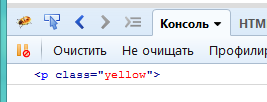 Консоль HTM
Очистить Не очищать Профилир
<p class="yellow">